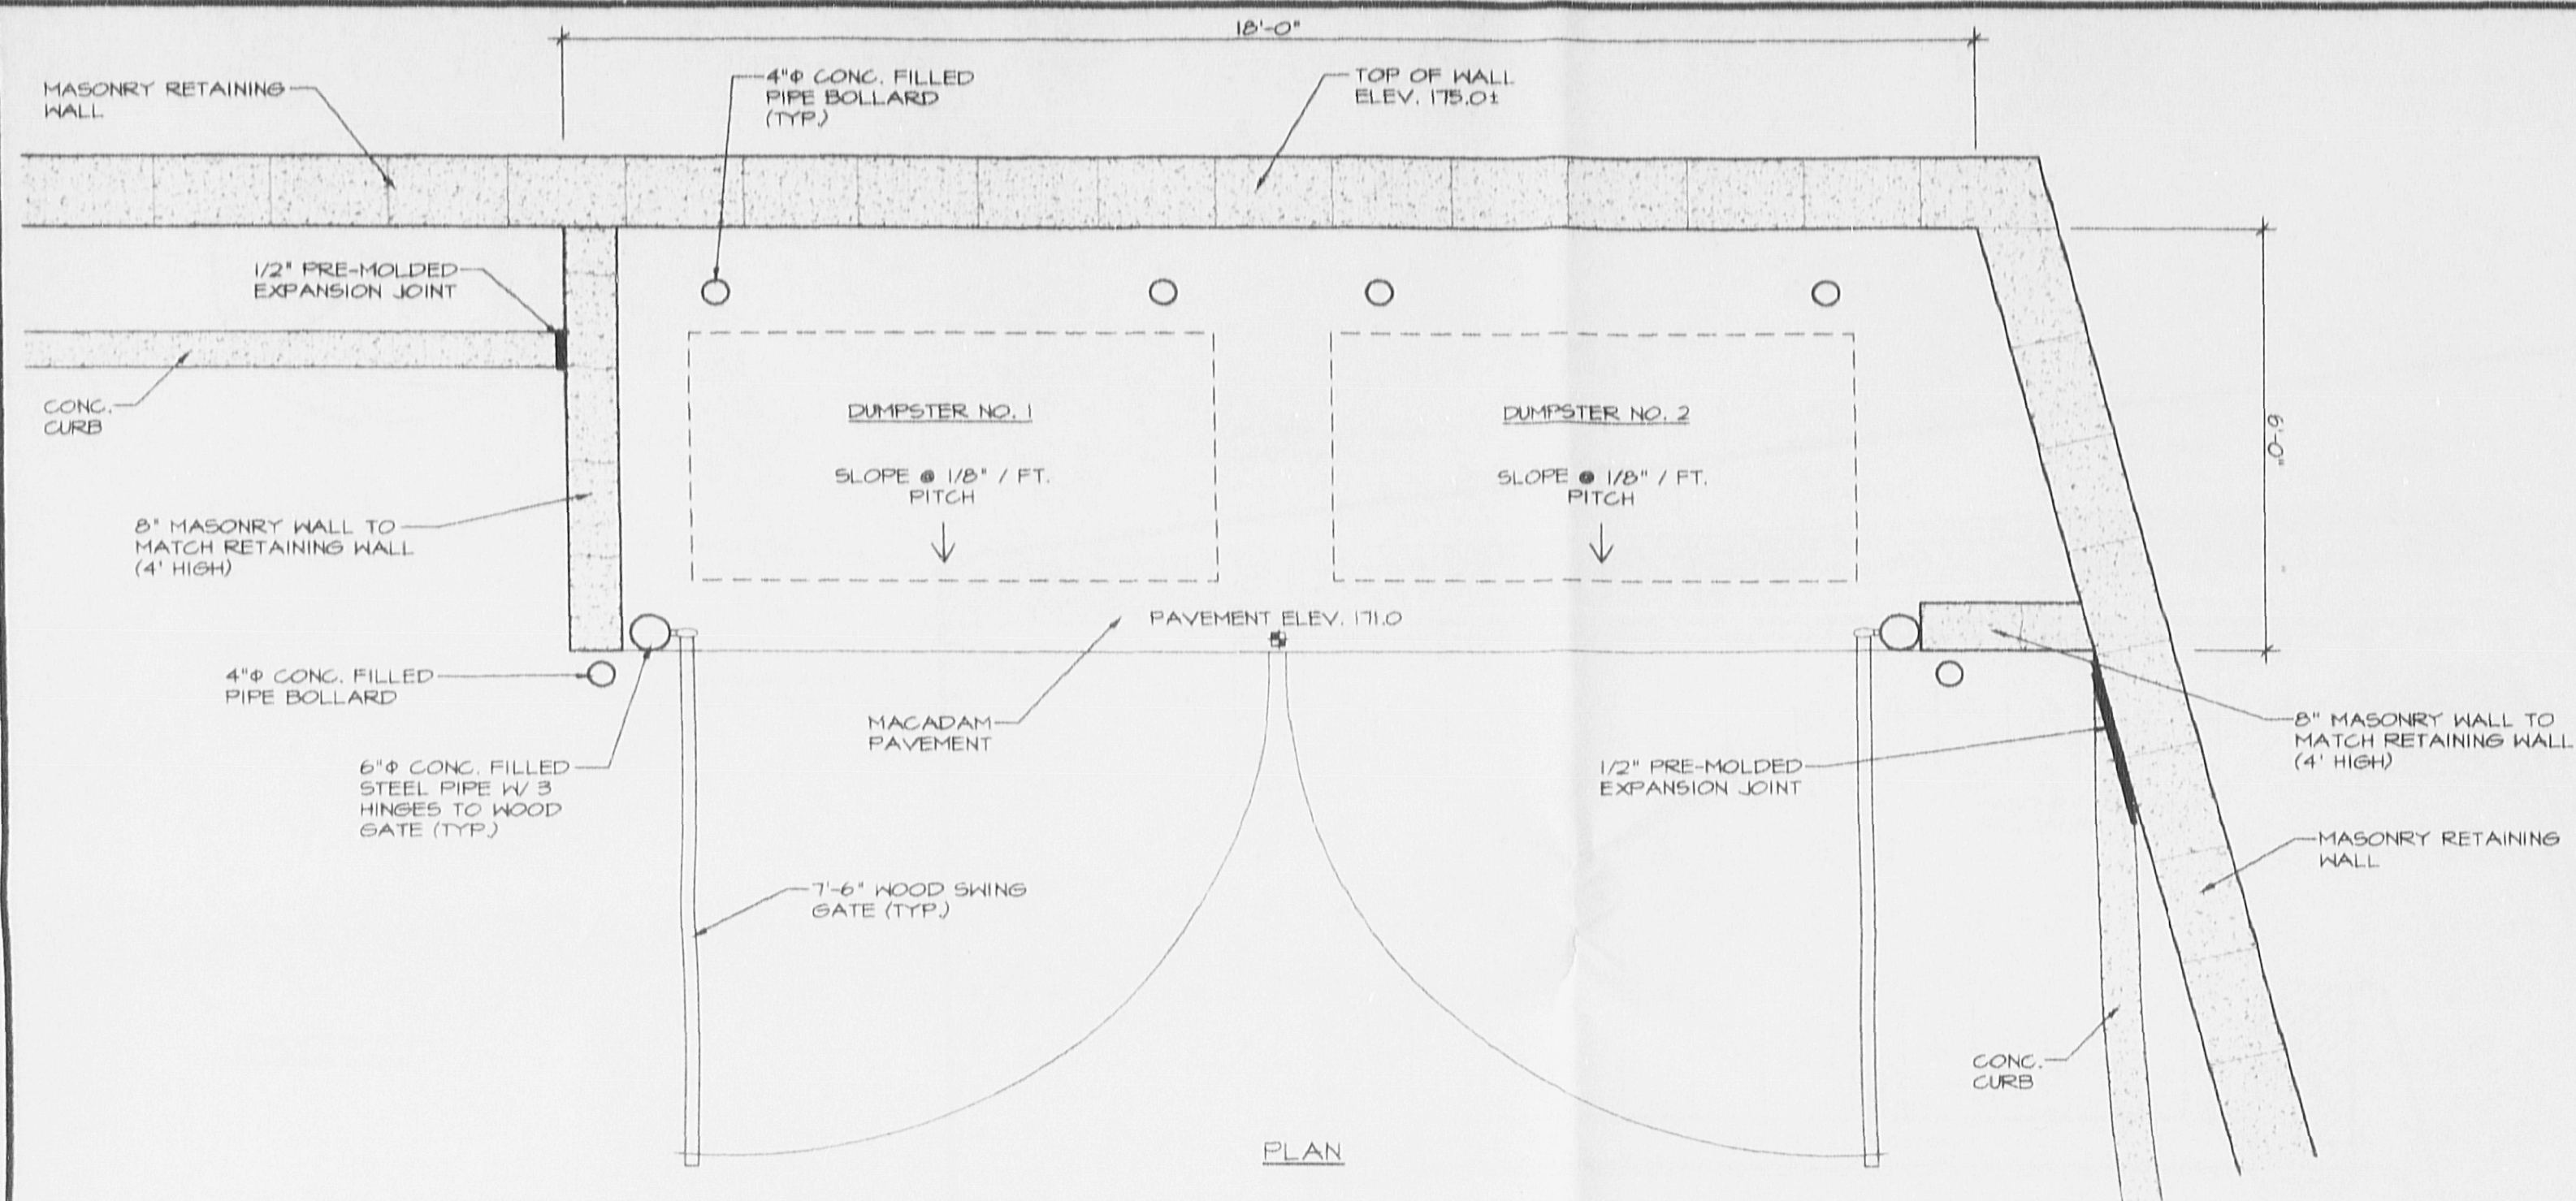 18'-0"
MASONRY RETAINING
WALL
4"Φ CONC. FILLED
PIPE BOLLARD
(TYP.)
TOP OF WALL
ELEV. 175.0±
1/2" PRE-MOLDED
EXPANSION JOINT
CONC.
CURB
DUMPSTER NO. 1
SLOPE @ 1/8" / FT.
PITCH
DUMPSTER NO. 2
SLOPE @ 1/8" / FT.
PITCH
6'-0"
8" MASONRY WALL TO
MATCH RETAINING WALL
(4' HIGH)
PAVEMENT ELEV. 171.0
4"Φ CONC. FILLED
PIPE BOLLARD
MACADAM
PAVEMENT
8" MASONRY WALL TO
MATCH RETAINING WALL
(4' HIGH)
6"Φ CONC. FILLED
STEEL PIPE W/ 3
HINGES TO WOOD
GATE (TYP.)
1/2" PRE-MOLDED
EXPANSION JOINT
MASONRY RETAINING
WALL
7'-6" WOOD SWING
GATE (TYP.)
CONC.
CURB
PLAN